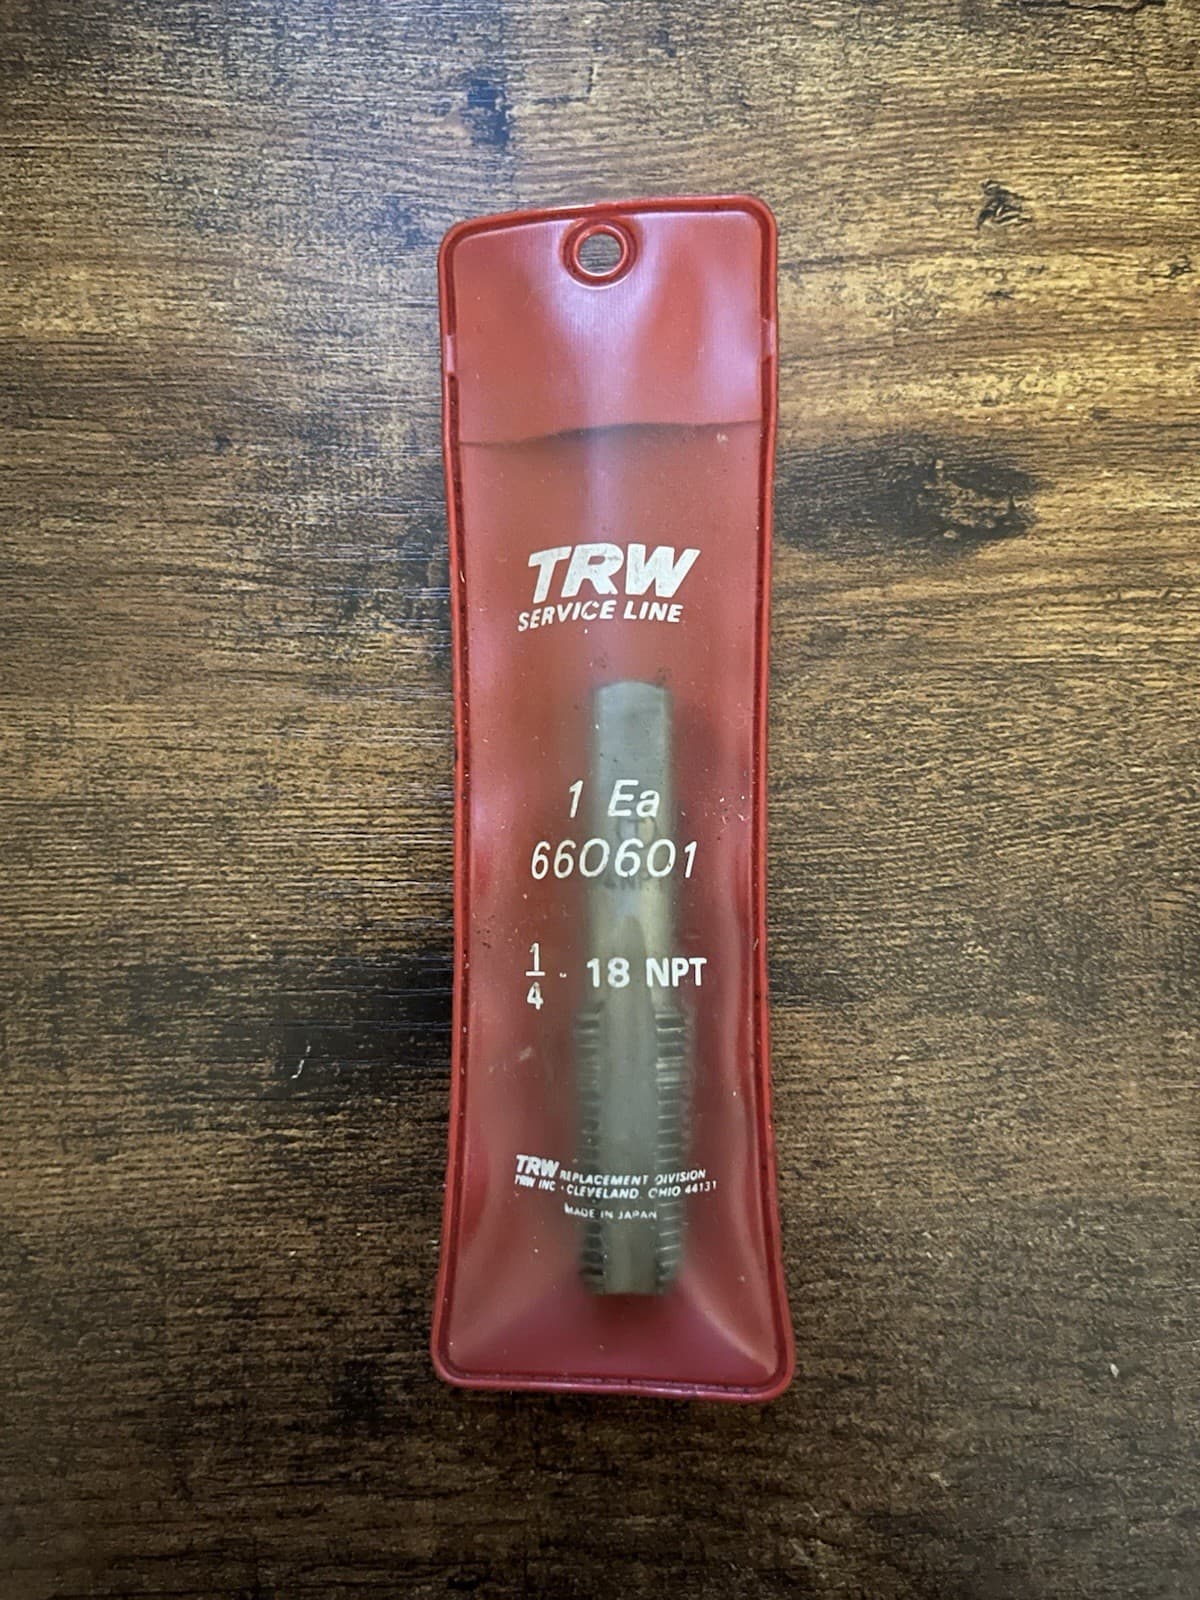 TRW
SERVICE LINE
1 Ea
660601
1/4 - 18 NPT
TRW REPLACEMENT DIVISION
TRW INC • CLEVELAND, OHIO 44131
MADE IN JAPAN